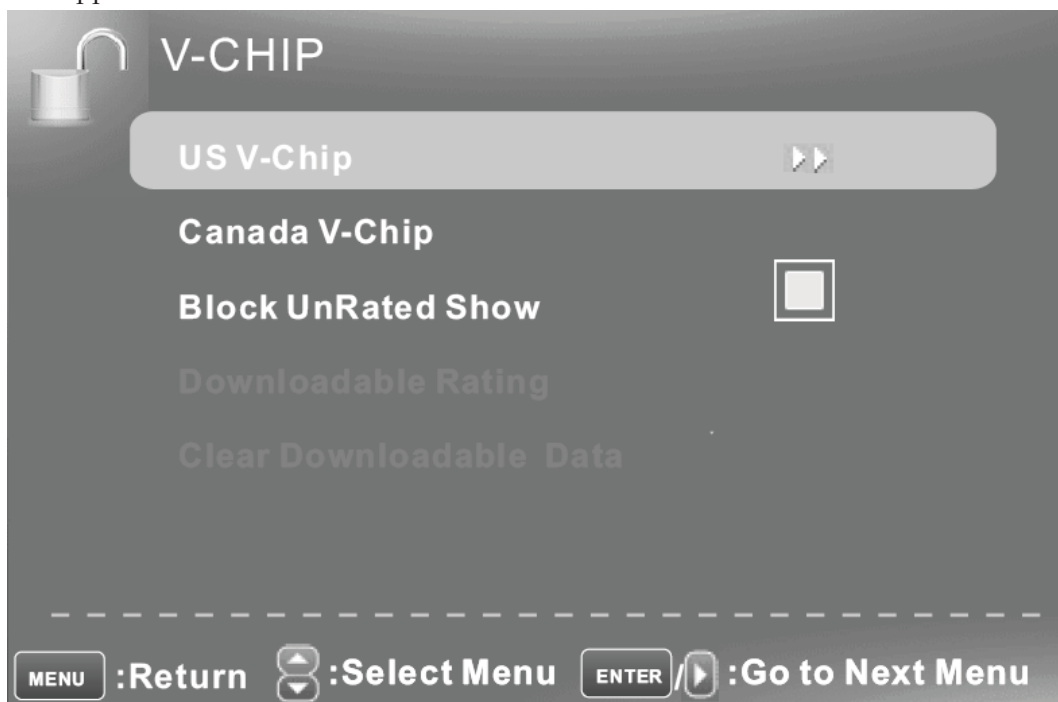 V-CHIP
US V-Chip
Canada V-Chip
Block UnRated Show
Downloadable Rating
Clear Downloadable Data
MENU :Return :Select Menu ENTER / :Go to Next Menu